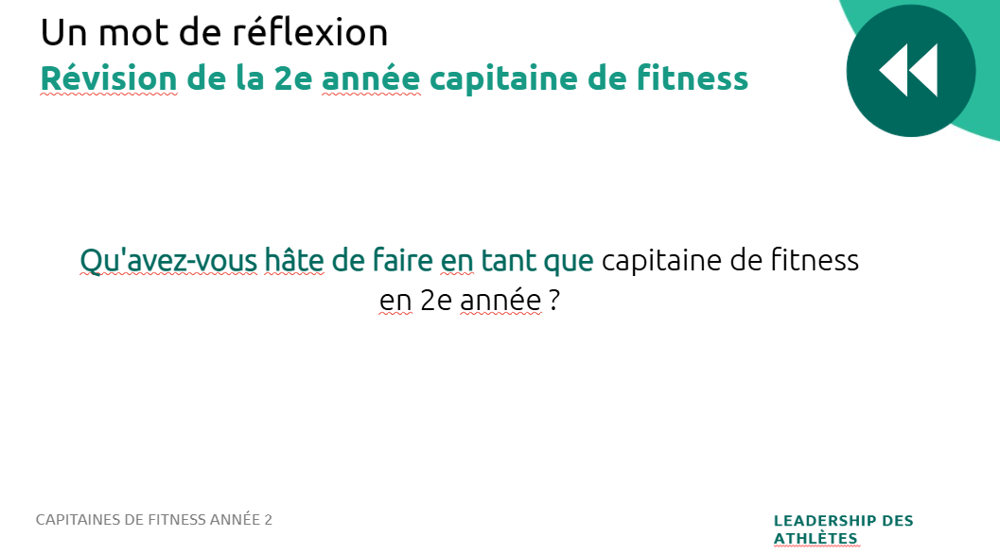 Un mot de réflexion
Révision de la 2e année capitaine de fitness
Qu'avez-vous hâte de faire en tant que capitaine de fitness
en 2e année ?
CAPITAINES DE FITNESS ANNÉE 2
LEADERSHIP DES
ATHLÈTES